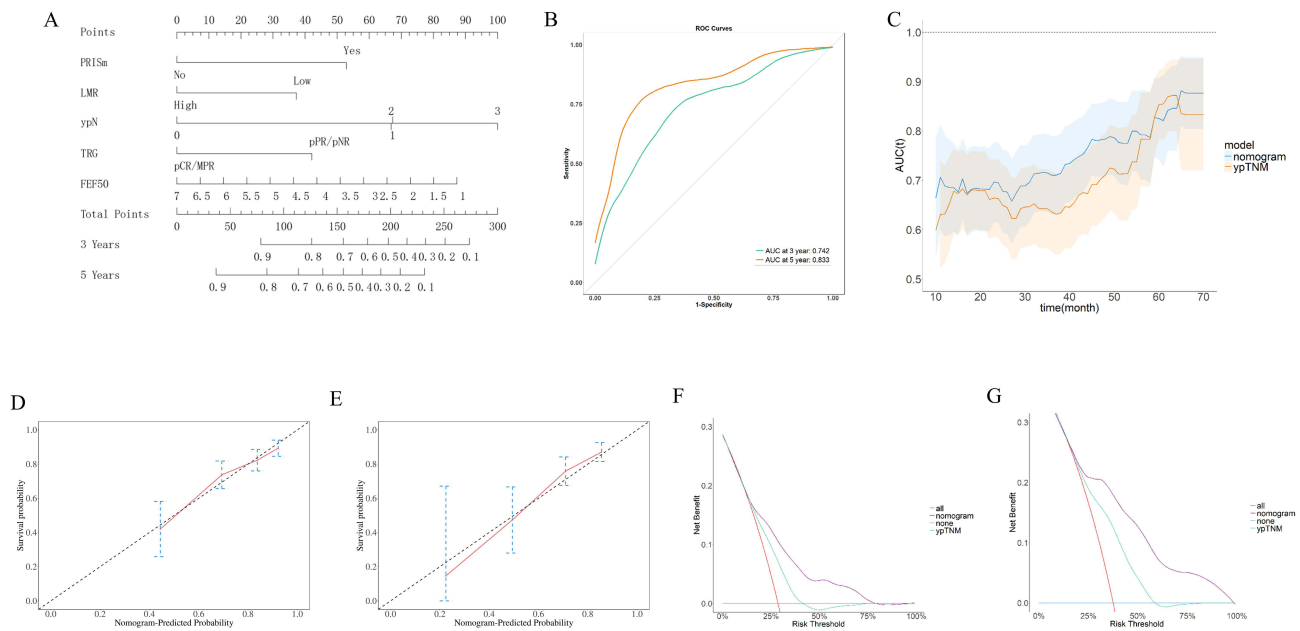 A
Points
0 10 20 30 40 50 60 70 80 90 100
PRISm
Yes
No
LMR
Low
High
ypN
2 3
0 1
TRG
pPR/pNR
pCR/MPR
FEF50
7 6.5 6 5.5 5 4.5 4 3.5 3 2.5 2 1.5 1
Total Points
0 50 100 150 200 250 300
3 Years
0.9 0.8 0.7 0.6 0.5 0.4 0.3 0.2 0.1
5 Years
0.9 0.8 0.7 0.6 0.5 0.4 0.3 0.2 0.1
B
ROC Curves
Sensitivity
1.00
0.75
0.50
0.25
0.00
AUC at 3 year: 0.742
AUC at 5 year: 0.833
0.00 0.25 0.50 0.75 1.00
1-Specificity
C
AUC(t)
1.0
0.9
0.8
0.7
0.6
0.5
model
nomogram
ypTNM
10 20 30 40 50 60 70
time(month)
D
Survival probability
1.0
0.8
0.6
0.4
0.2
0.0
0.0 0.2 0.4 0.6 0.8 1.0
Nomogram-Predicted Probability
E
Survival probability
1.0
0.8
0.6
0.4
0.2
0.0
0.0 0.2 0.4 0.6 0.8 1.0
Nomogram-Predicted Probability
F
Net Benefit
0.3
0.2
0.1
0.0
all
nomogram
none
ypTNM
0% 25% 50% 75% 100%
Risk Threshold
G
Net Benefit
0.3
0.2
0.1
0.0
all
nomogram
none
ypTNM
0% 25% 50% 75% 100%
Risk Threshold